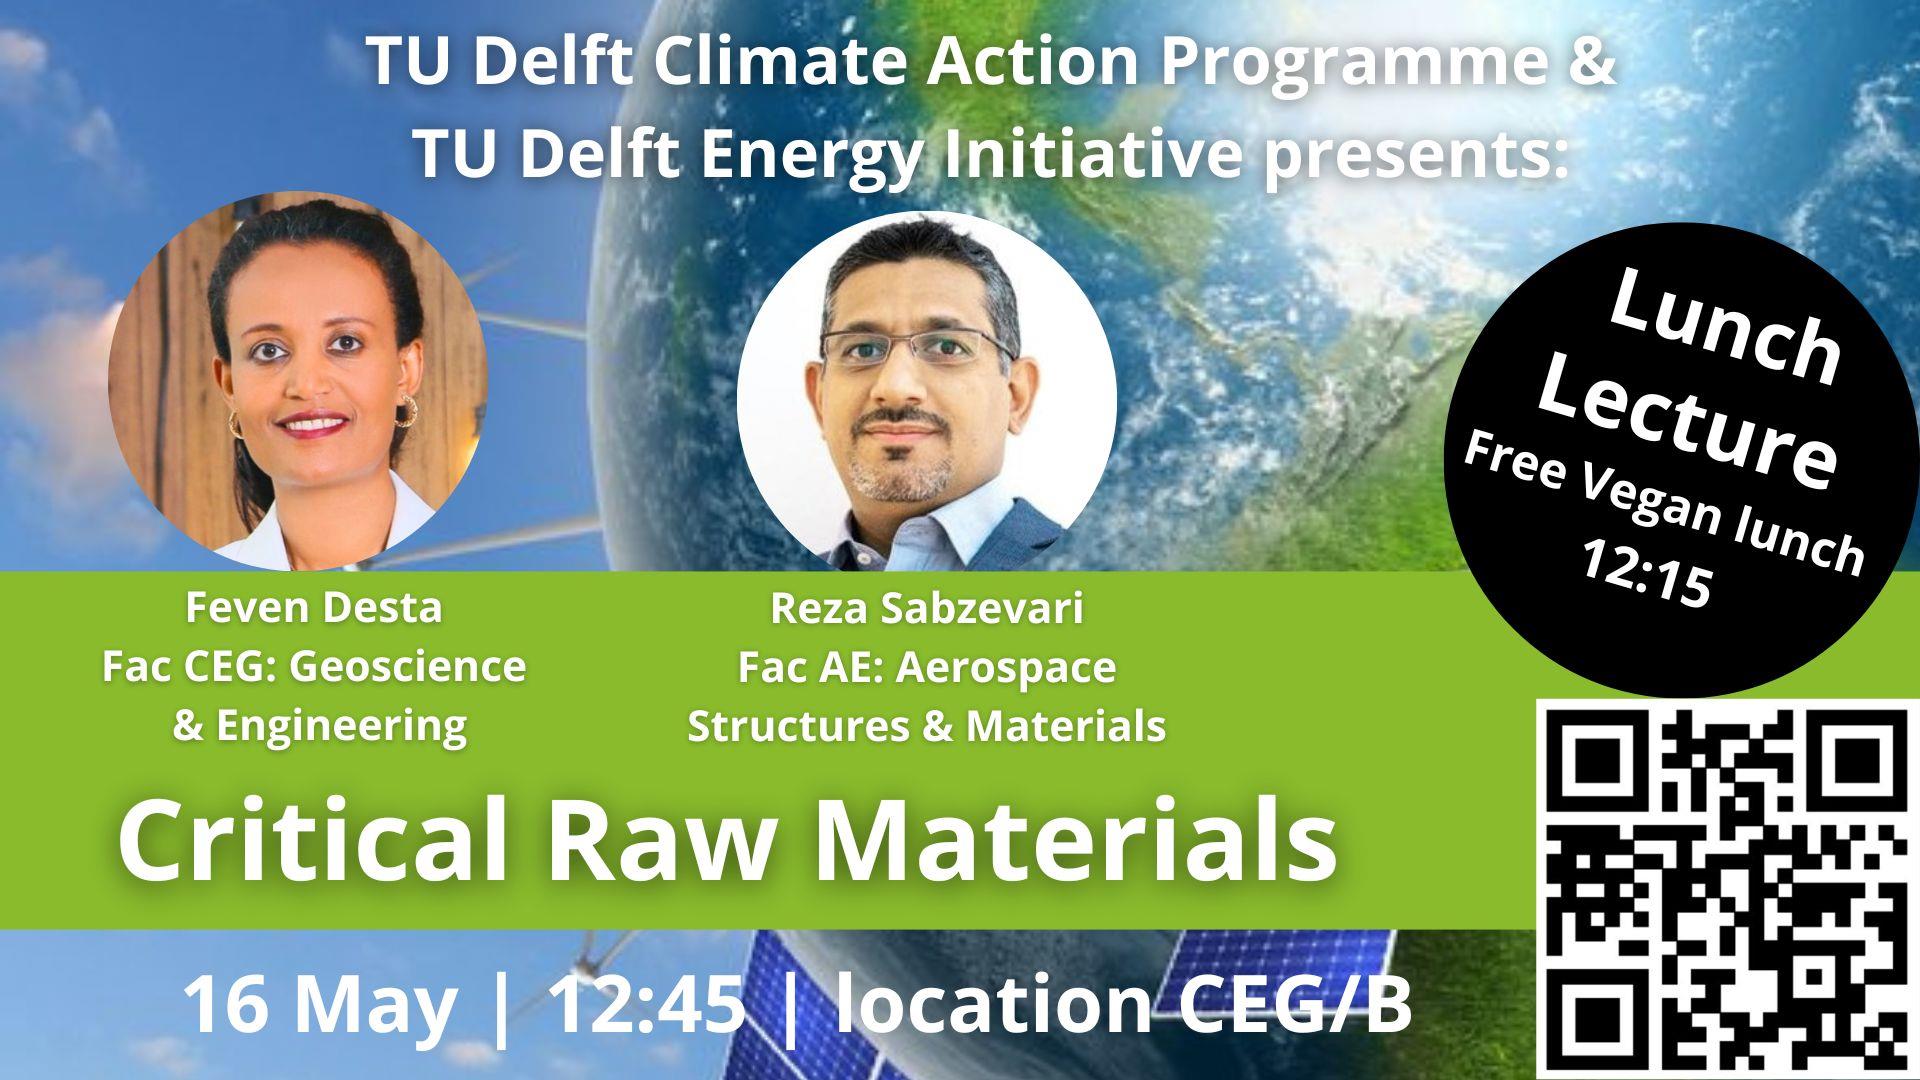 TU Delft Climate Action Programme &
TU Delft Energy Initiative presents:
Lunch
Lecture
Free Vegan lunch
12:15
Feven Desta
Fac CEG: Geoscience
& Engineering
Reza Sabzevari
Fac AE: Aerospace
Structures & Materials
Critical Raw Materials
16 May | 12:45 | location CEG/B